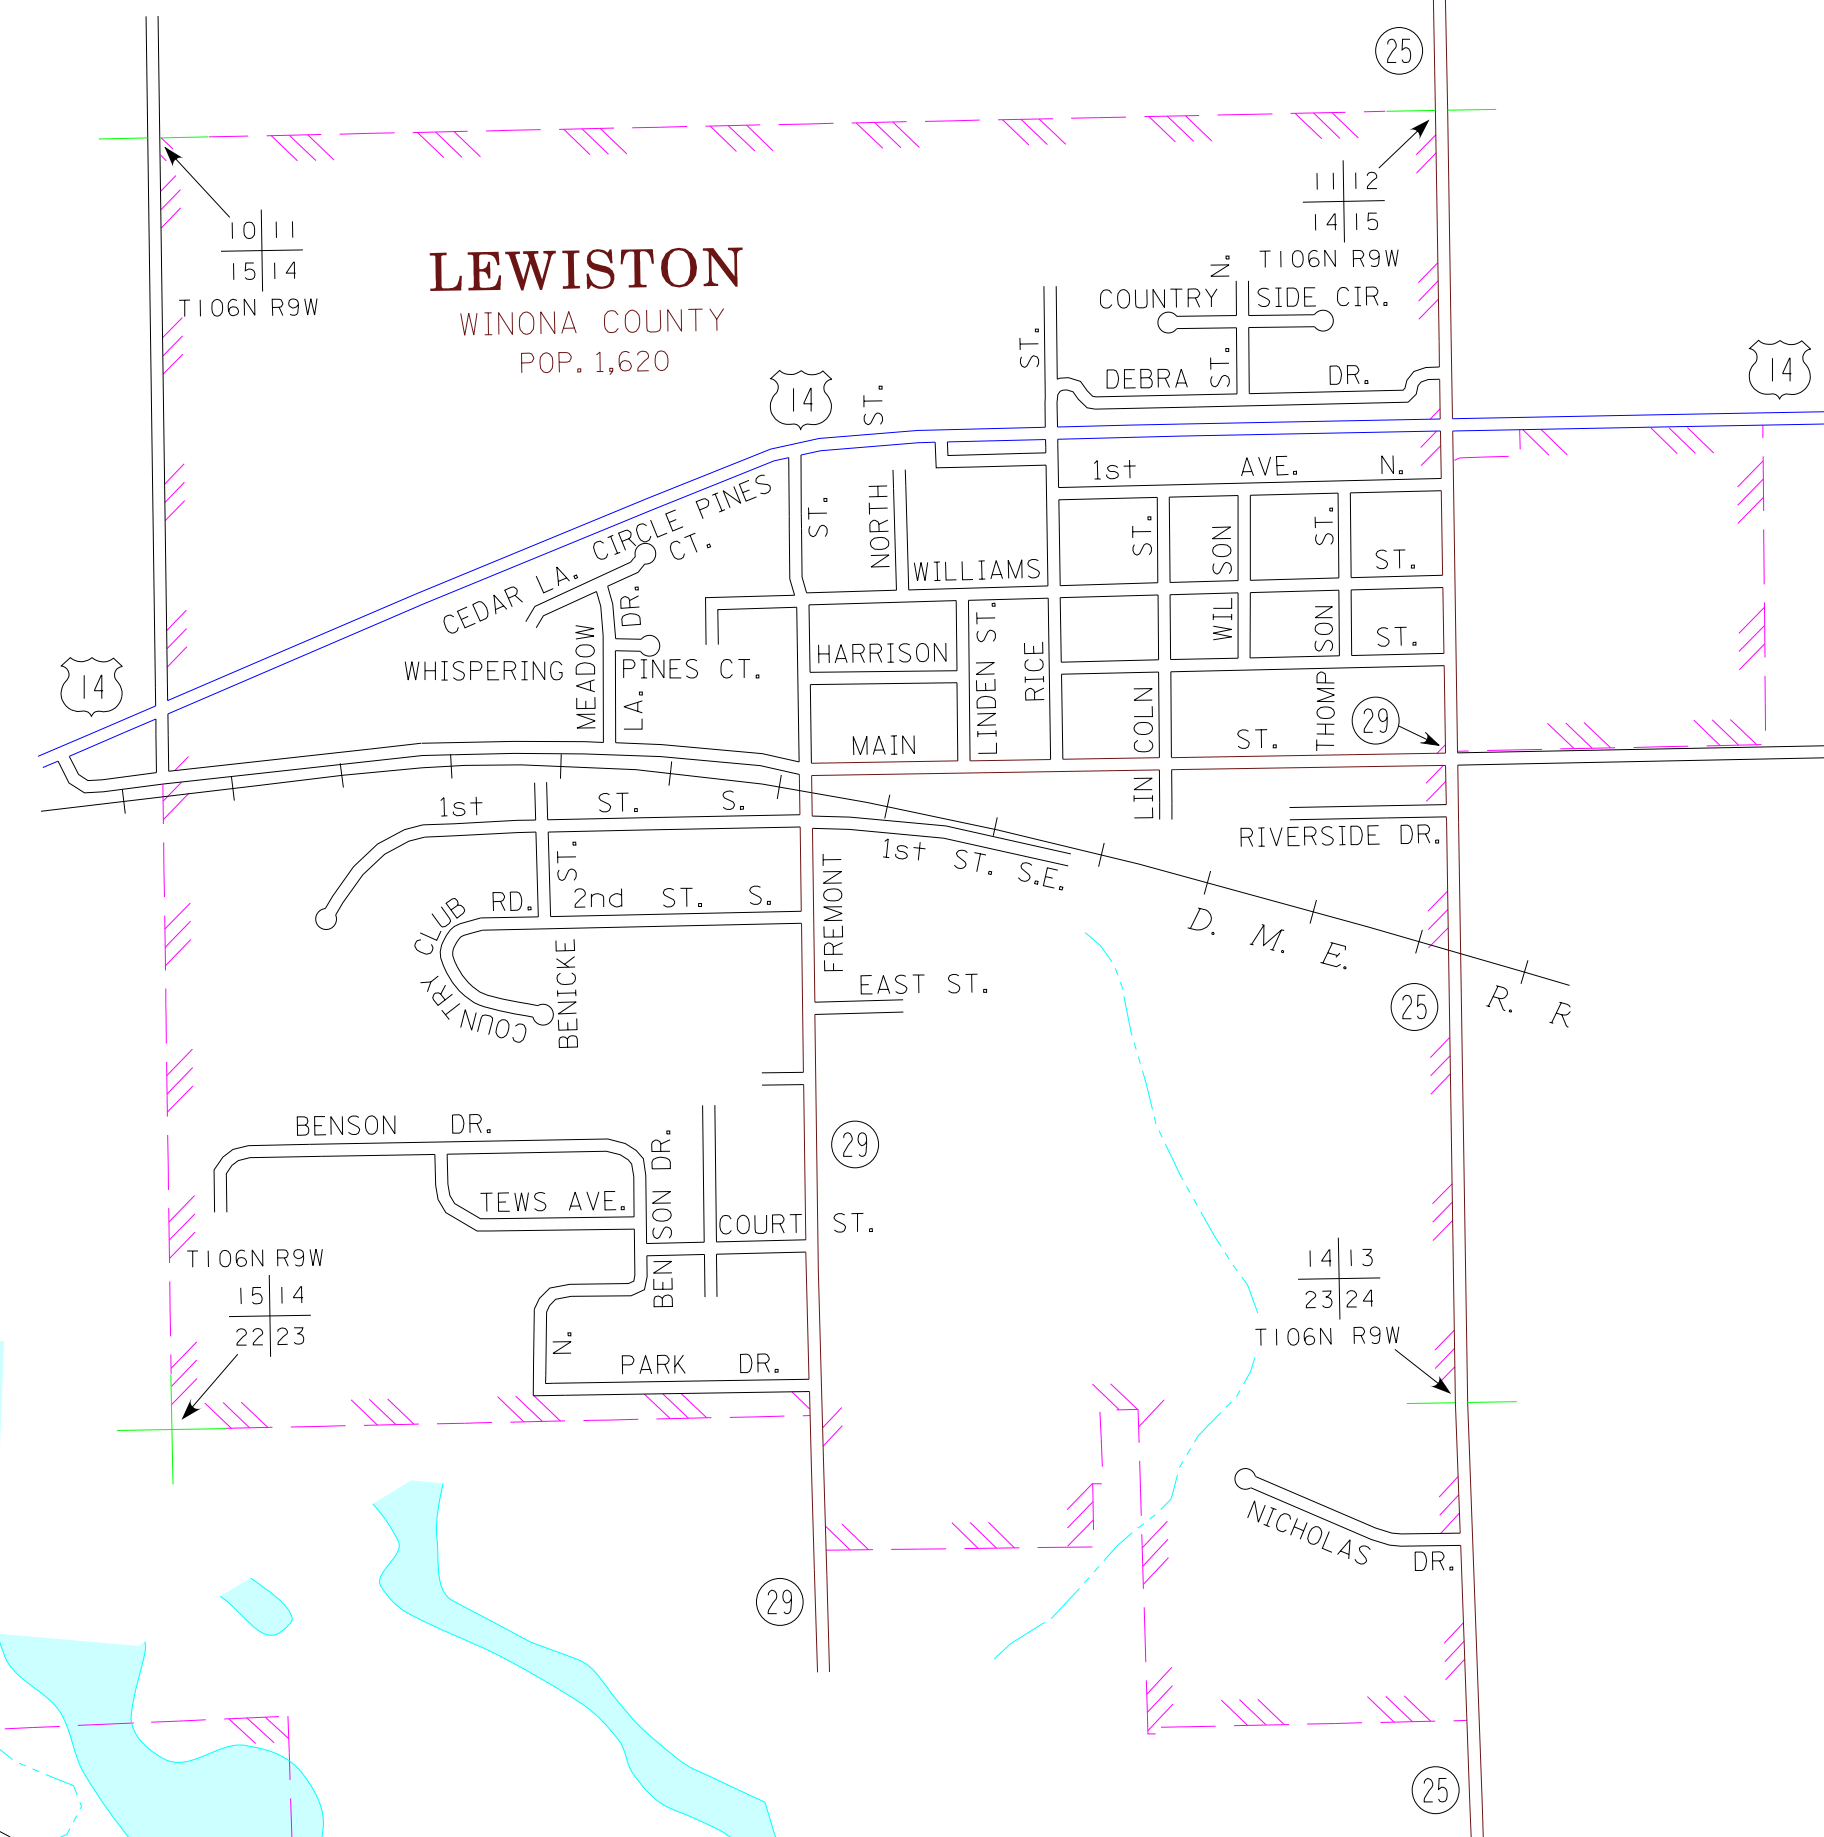 25
11 12
14 15
T106N R9W
10 11
15 14
T106N R9W
LEWISTON
WINONA COUNTY
POP. 1,620
N.
COUNTRY SIDE CIR.
ST.
ST.
DEBRA DR.
14
14
ST.
1st AVE. N.
CEDAR LA. CIRCLE PINES
CT.
ST.
NORTH
ST.
SON
ST.
ST.
WILLIAMS
DR.
MEADOW
LA.
WHISPERING PINES CT.
HARRISON
LINDEN ST.
RICE
WIL
SON
ST.
14
MAIN
LIN COLN
ST.
THOMP
29
1st ST. S.
RIVERSIDE DR.
1st ST. S.E.
ST.
RD. 2nd ST. S.
FREMONT
COUNTRY CLUB
BENICKE
D. M. E. R. R
EAST ST.
25
BENSON DR.
29
BEN SON DR.
TEWS AVE.
COURT ST.
T106N R9W
15 14
22 23
14 13
23 24
T106N R9W
N.
PARK DR.
NICHOLAS DR.
29
25